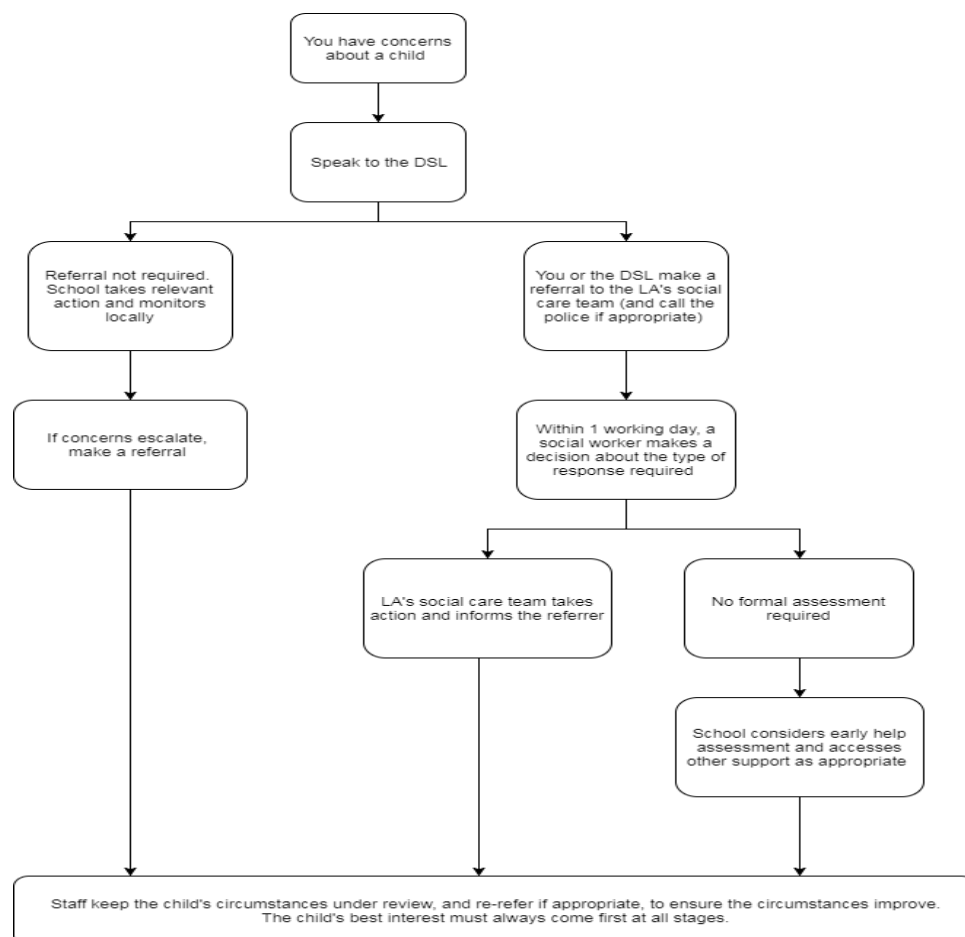 You have concerns
about a child
Speak to the DSL
Referral not required.
School takes relevant
action and monitors
locally
You or the DSL make a
referral to the LA's social
care team (and call the
police if appropriate)
If concerns escalate,
make a referral
Within 1 working day, a
social worker makes a
decision about the type of
response required
LA's social care team takes
action and informs the referrer
No formal assessment
required
School considers early help
assessment and accesses
other support as appropriate
Staff keep the child's circumstances under review, and re-refer if appropriate, to ensure the circumstances improve.
The child's best interest must always come first at all stages.